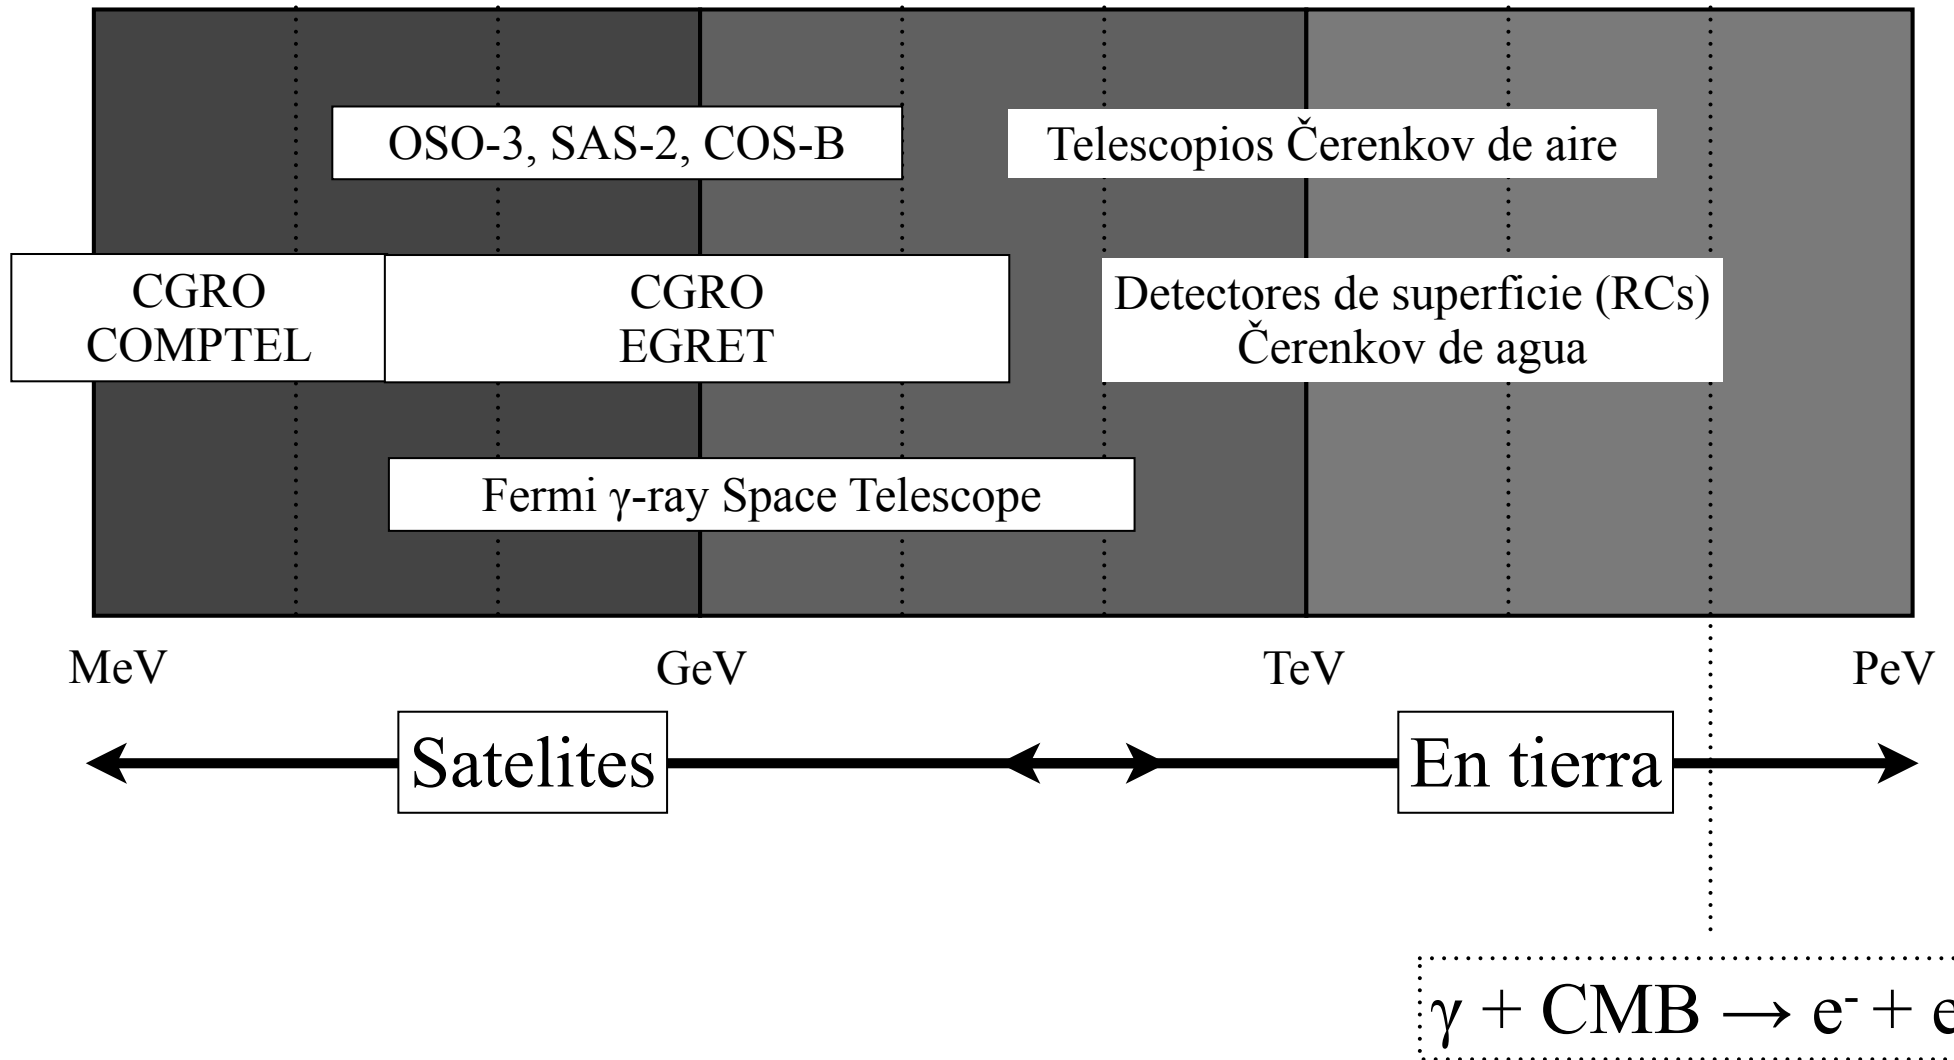 OSO-3, SAS-2, COS-B
Telescopios Čerenkov de aire
CGRO
COMPTEL
CGRO
EGRET
Detectores de superficie (RCs)
Čerenkov de agua
Fermi γ-ray Space Telescope
MeV
GeV
TeV
PeV
Satelites
En tierra
γ + CMB → e⁻ + e